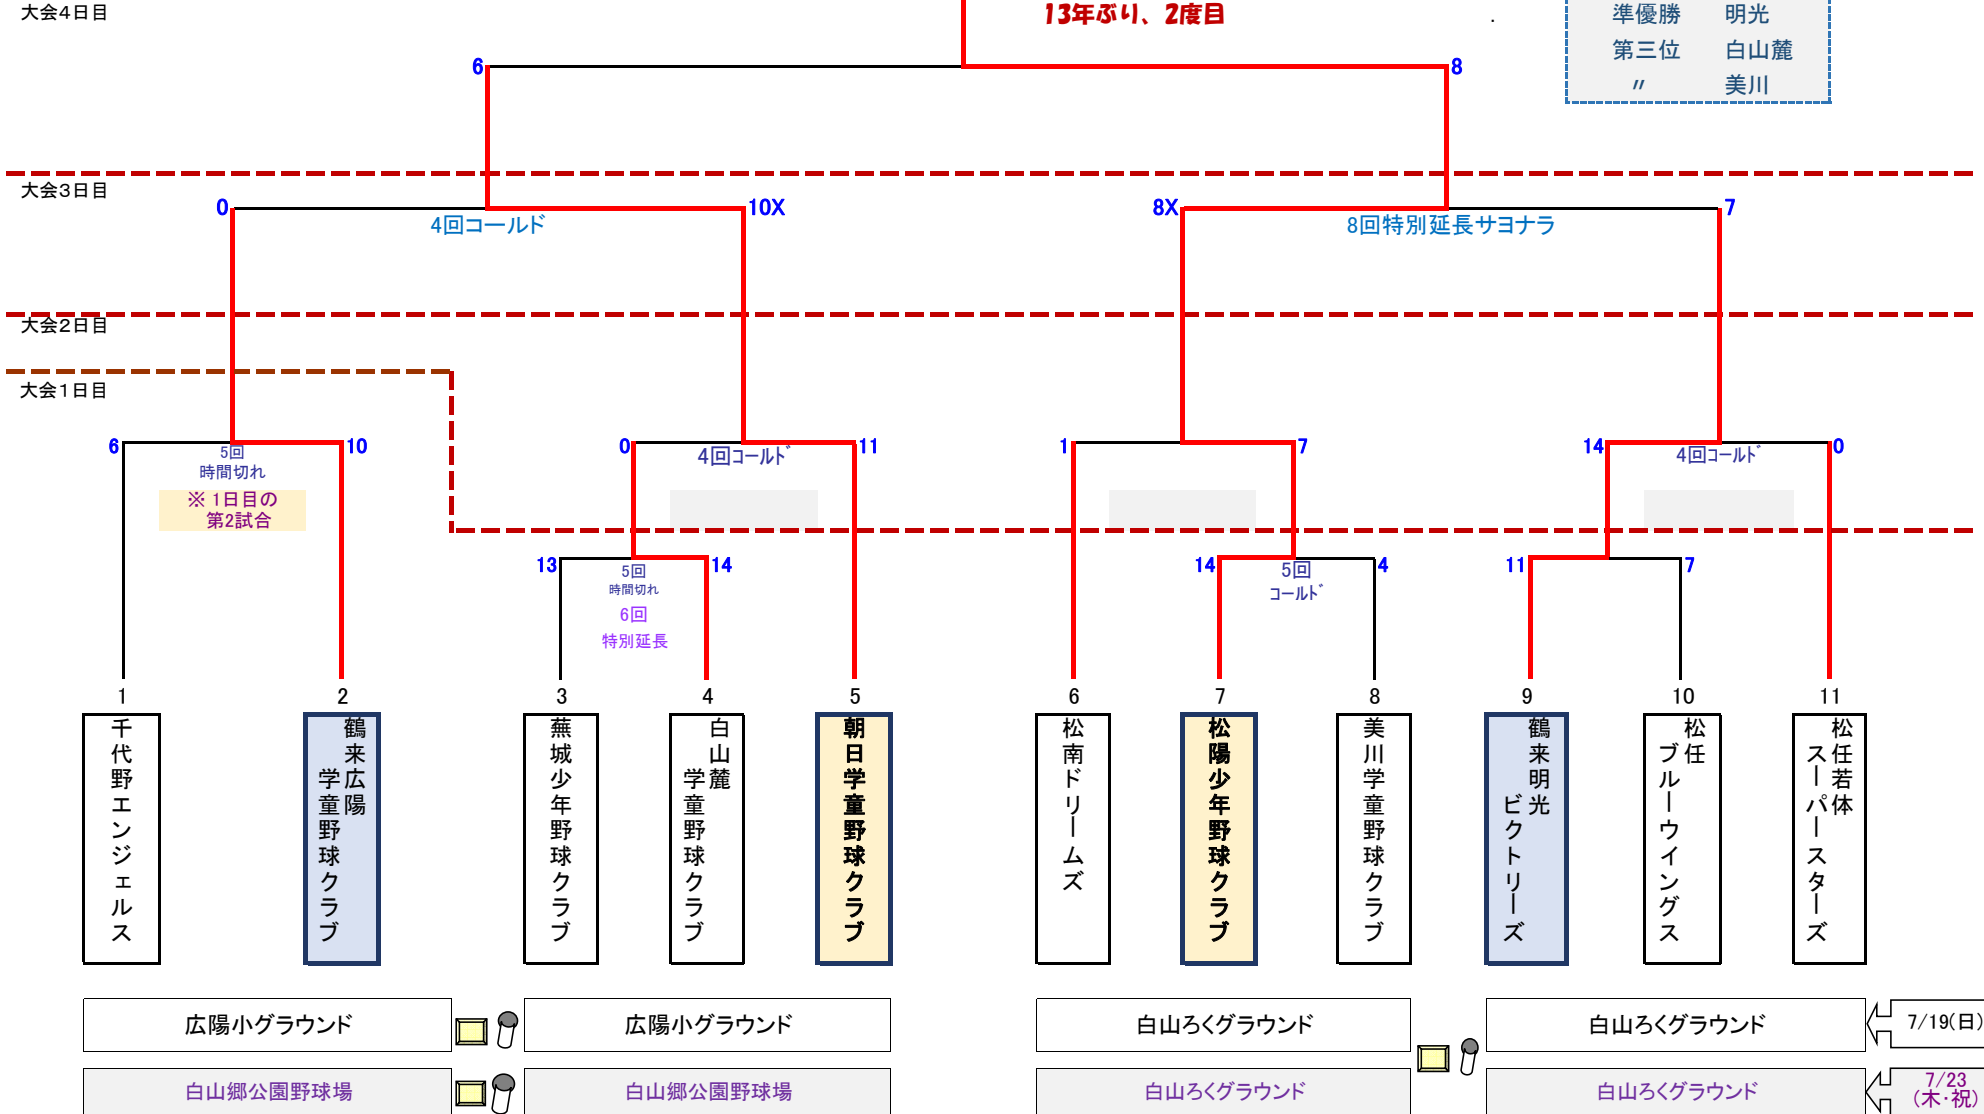 大会4日目
13年ぶり、2度目
.
準優勝 明光
第三位 白山麓
〃 美川
6
8
大会3日目
0
10X
8X
7
4回コールド
8回特別延長サヨナラ
大会2日目
大会1日目
6
10
0
11
1
7
14
0
5回
時間切れ
4回コールド
4回コールド
※ 1日目の
第2試合
13
14
14
4
11
7
5回
時間切れ
6回
特別延長
5回
コールド
1
2
3
4
5
6
7
8
9
10
11
千代野エンジェルス
鶴来広陽
学童野球クラブ
蕪城少年野球クラブ
白山麓
学童野球クラブ
朝日学童野球クラブ
松南ドリームズ
松陽少年野球クラブ
美川学童野球クラブ
鶴来明光
ビクトリーズ
松任
ブルーウイングス
松任若体
スーパースターズ
広陽小グラウンド
広陽小グラウンド
白山ろくグラウンド
白山ろくグラウンド
7/19(日)
白山郷公園野球場
白山郷公園野球場
白山ろくグラウンド
白山ろくグラウンド
7/23
(木・祝)